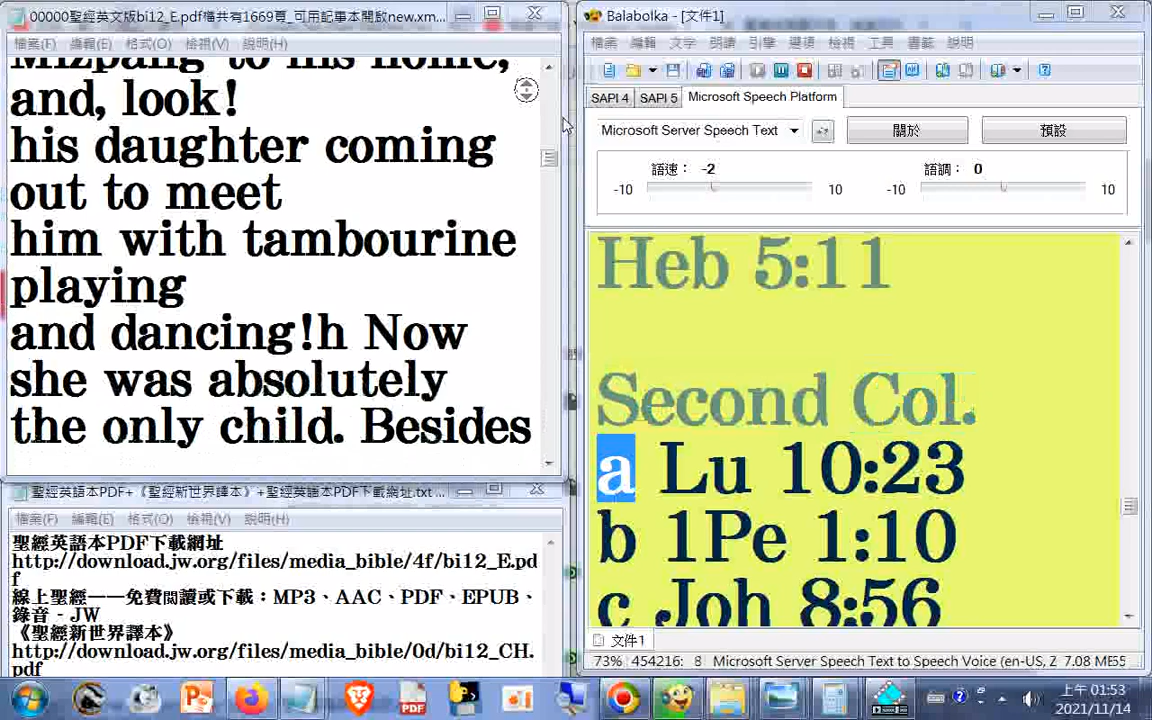 00000聖經英文版bi12_E.pdf檔共有1669頁_可用記事本開啟new.xm...
檔案(F) 編輯(E) 格式(O) 檢視(V) 說明(H)
Mizpah to his home,
and, look!
his daughter coming
out to meet
him with tambourine
playing
and dancing!h Now
she was absolutely
the only child. Besides
聖經英語本PDF+《聖經新世界譯本》+聖經英語本PDF下載網址.txt ...
檔案(F) 編輯(E) 格式(O) 檢視(V) 說明(H)
聖經英語本PDF下載網址
http://download.jw.org/files/media_bible/4f/bi12_E.pd
f
線上聖經——免費閱讀或下載：MP3、AAC、PDF、EPUB、
錄音 - JW
《聖經新世界譯本》
http://download.jw.org/files/media_bible/0d/bi12_CH.
pdf
Balabolka - [文件1]
檔案 編輯 文字 朗讀 引擎 選項 檢視 工具 書籤 說明
SAPI 4 SAPI 5 Microsoft Speech Platform
Microsoft Server Speech Text 關於 預設
語速： -2 語調： 0
-10 10 -10 10
Heb 5:11
Second Col.
a Lu 10:23
b 1Pe 1:10
c Joh 8:56
文件1
73% 454216: 8 Microsoft Server Speech Text to Speech Voice (en-US, Z 7.08 ME55
上午 01:53
2021/11/14